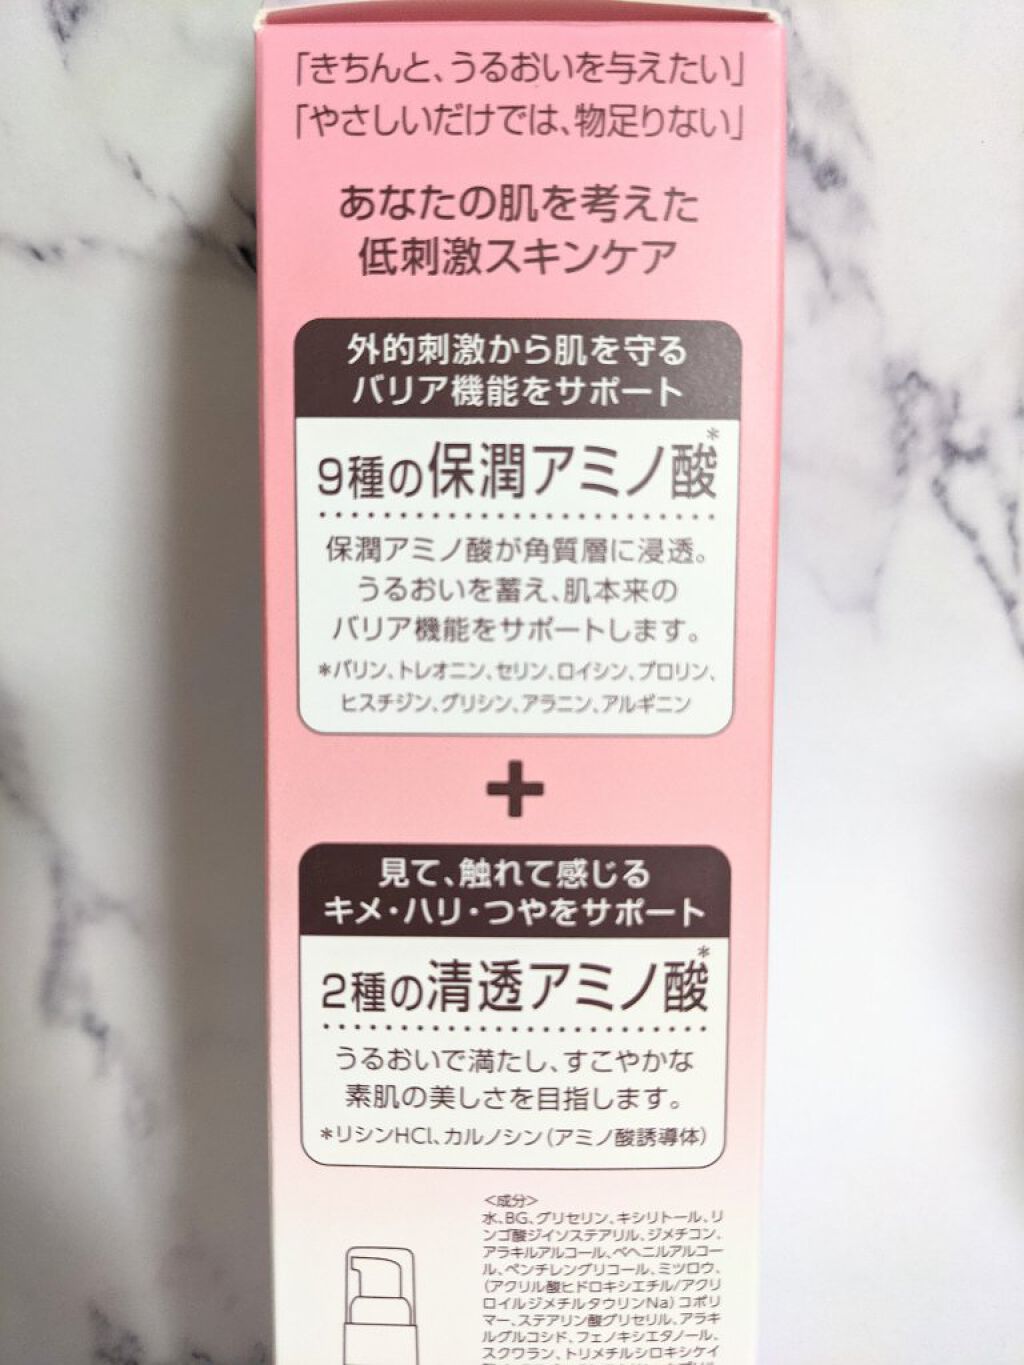 「きちんと、うるおいを与えたい」
「やさしいだけでは、物足りない」
あなたの肌を考えた
低刺激スキンケア
外的刺激から肌を守る
バリア機能をサポート
9種の保潤アミノ酸*
保潤アミノ酸が角質層に浸透。
うるおいを蓄え、肌本来の
バリア機能をサポートします。
*バリン、トレオニン、セリン、ロイシン、プロリン、
ヒスチジン、グリシン、アラニン、アルギニン
+
見て、触れて感じる
キメ・ハリ・つやをサポート
2種の清透アミノ酸*
うるおいで満たし、すこやかな
素肌の美しさを目指します。
*リシンHCl、カルノシン(アミノ酸誘導体)
<成分>
水、BG、グリセリン、キシリトール、リ
ンゴ酸ジイソステアリル、ジメチコン、
アラキルアルコール、ベヘニルアルコー
ル、ペンチレングリコール、ミツロウ、
(アクリル酸ヒドロキシエチル/アクリ
ロイルジメチルタウリンNa)コポリ
マー、ステアリン酸グリセリル、アラキ
ルグルコシド、フェノキシエタノール、
スクワラン、トリメチルシロキシケイ